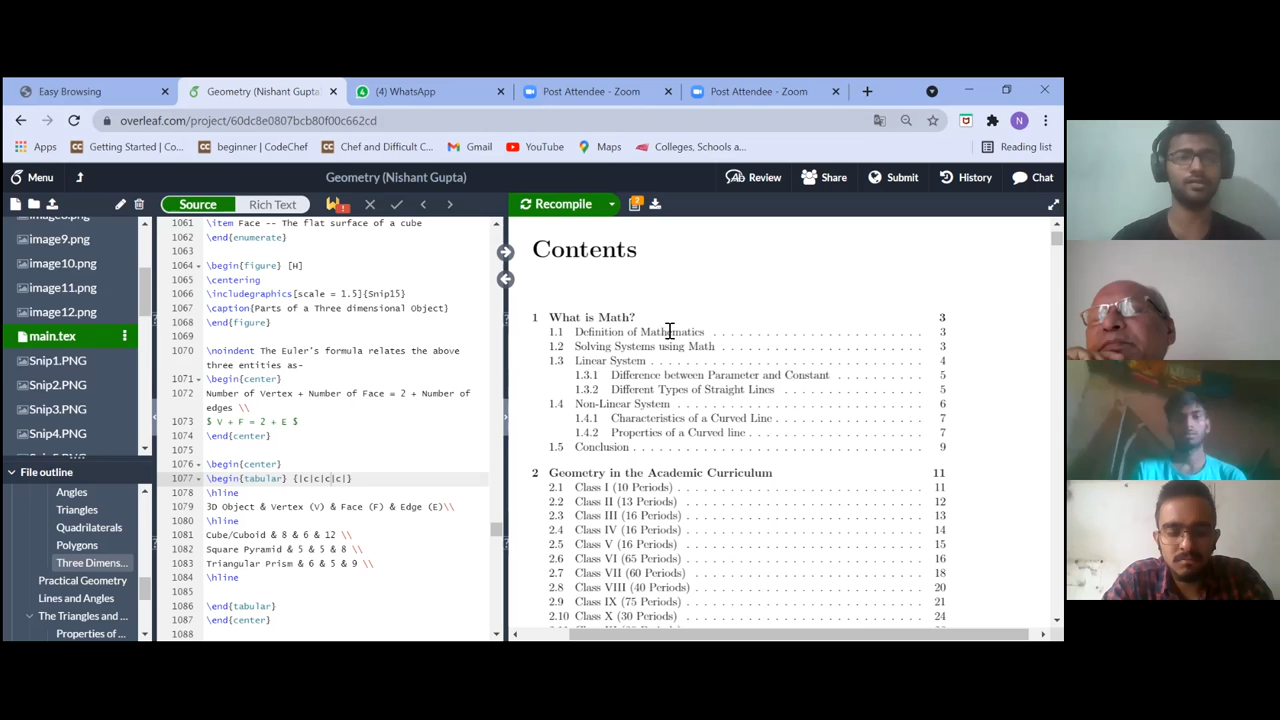 Easy Browsing
Geometry (Nishant Gupta)
(4) WhatsApp
Post Attendee - Zoom
Post Attendee - Zoom
overleaf.com/project/60dc8e0807bcb80f00c662cd
N
Apps
Getting Started | Co...
beginner | CodeChef
Chef and Difficult C...
Gmail
YouTube
Maps
Colleges, Schools a...
Reading list
Menu
Geometry (Nishant Gupta)
Review
Share
Submit
History
Chat
Source
Rich Text
Recompile
2
image9.png
image10.png
image11.png
image12.png
main.tex
Snip1.PNG
Snip2.PNG
Snip3.PNG
Snip4.PNG
File outline
Angles
Triangles
Quadrilaterals
Polygons
Three Dimens...
Practical Geometry
Lines and Angles
The Triangles and ...
Properties of ...
1061 \item Face -- The flat surface of a cube
1062 \end{enumerate}
1063
1064 \begin{figure} [H]
1065 \centering
1066 \includegraphics[scale = 1.5]{Snip15}
1067 \caption{Parts of a Three dimensional Object}
1068 \end{figure}
1069
1070 \noindent The Euler's formula relates the above
three entities as-
1071 \begin{center}
1072 Number of Vertex + Number of Face = 2 + Number of
edges \\
1073 $ V + F = 2 + E $
1074 \end{center}
1075
1076 \begin{center}
1077 \begin{tabular} {|c|c|c|c|}
1078 \hline
1079 3D Object & Vertex (V) & Face (F) & Edge (E)\\
1080 \hline
1081 Cube/Cuboid & 8 & 6 & 12 \\
1082 Square Pyramid & 5 & 5 & 8 \\
1083 Triangular Prism & 6 & 5 & 9 \\
1084 \hline
1085
1086 \end{tabular}
1087 \end{center}
1088
Contents
1 What is Math? 3
1.1 Definition of Mathematics . . . . . . . . . . . . . . . . . . . . . 3
1.2 Solving Systems using Math . . . . . . . . . . . . . . . . . . . . 3
1.3 Linear System . . . . . . . . . . . . . . . . . . . . . . . . . . . 4
1.3.1 Difference between Parameter and Constant . . . . . . . . 5
1.3.2 Different Types of Straight Lines . . . . . . . . . . . . . 5
1.4 Non-Linear System . . . . . . . . . . . . . . . . . . . . . . . . . 6
1.4.1 Characteristics of a Curved Line . . . . . . . . . . . . . . 7
1.4.2 Properties of a Curved line . . . . . . . . . . . . . . . . . 7
1.5 Conclusion . . . . . . . . . . . . . . . . . . . . . . . . . . . . . 9
2 Geometry in the Academic Curriculum 11
2.1 Class I (10 Periods) . . . . . . . . . . . . . . . . . . . . . . . . 11
2.2 Class II (13 Periods) . . . . . . . . . . . . . . . . . . . . . . . 12
2.3 Class III (16 Periods) . . . . . . . . . . . . . . . . . . . . . . . 13
2.4 Class IV (16 Periods) . . . . . . . . . . . . . . . . . . . . . . . 14
2.5 Class V (16 Periods) . . . . . . . . . . . . . . . . . . . . . . . . 15
2.6 Class VI (65 Periods) . . . . . . . . . . . . . . . . . . . . . . . 16
2.7 Class VII (60 Periods) . . . . . . . . . . . . . . . . . . . . . . . 18
2.8 Class VIII (40 Periods) . . . . . . . . . . . . . . . . . . . . . . 20
2.9 Class IX (75 Periods) . . . . . . . . . . . . . . . . . . . . . . . 21
2.10 Class X (30 Periods) . . . . . . . . . . . . . . . . . . . . . . . 24